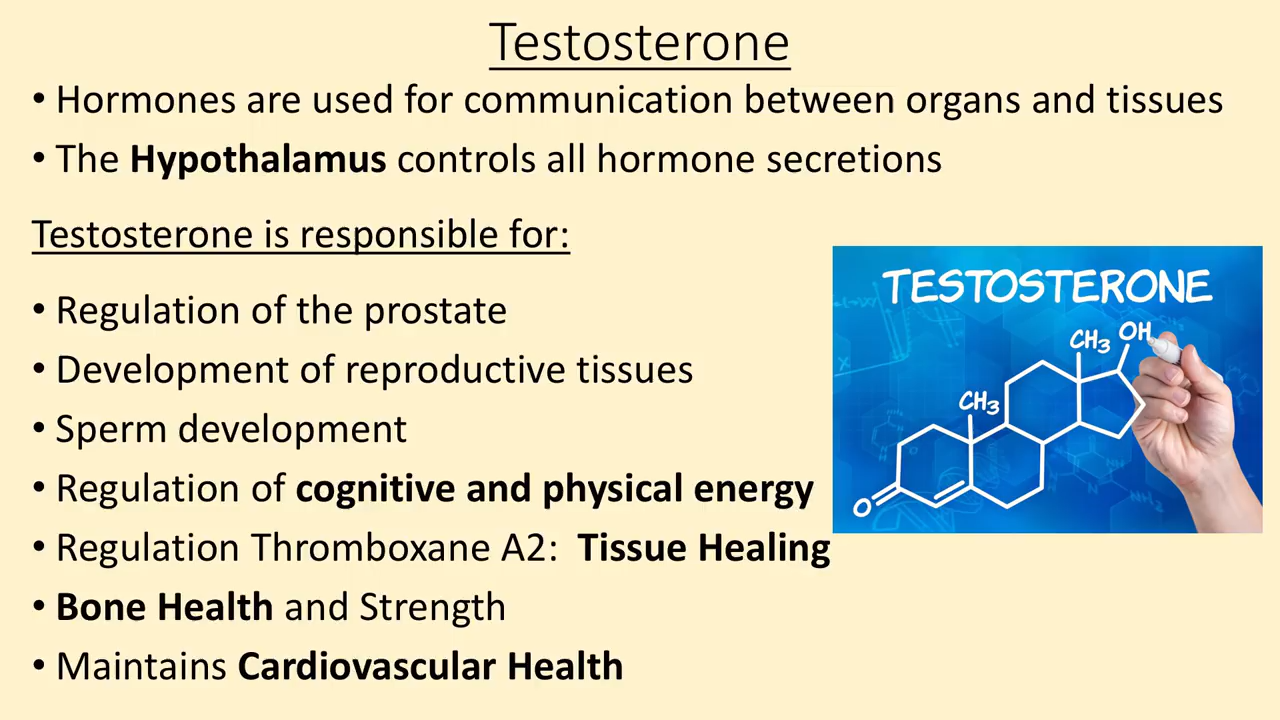 Testosterone
• Hormones are used for communication between organs and tissues
• The Hypothalamus controls all hormone secretions
Testosterone is responsible for:
• Regulation of the prostate
• Development of reproductive tissues
• Sperm development
• Regulation of cognitive and physical energy
• Regulation Thromboxane A2: Tissue Healing
• Bone Health and Strength
• Maintains Cardiovascular Health
TESTOSTERONE
OH
CH3
CH3
O